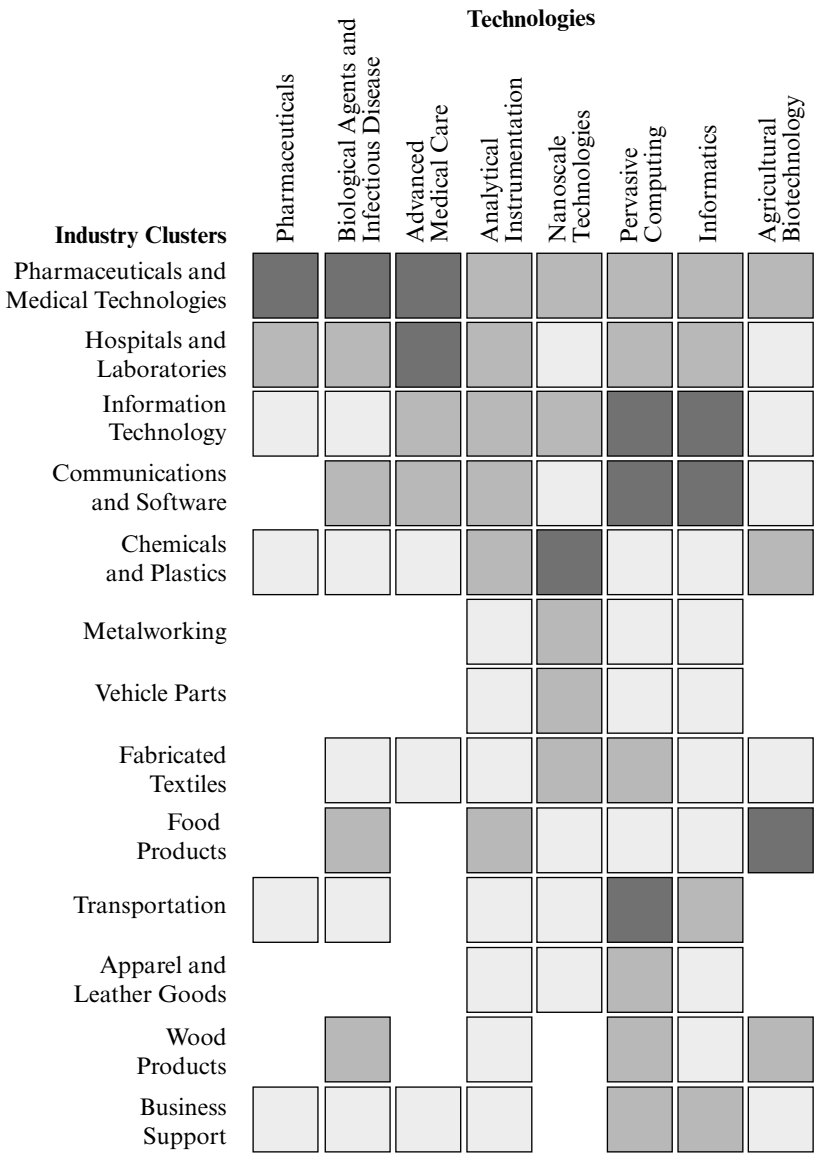 Technologies
Pharmaceuticals
Biological Agents and
Infectious Disease
Advanced
Medical Care
Analytical
Instrumentation
Nanoscale
Technologies
Pervasive
Computing
Informatics
Agricultural
Biotechnology
Industry Clusters
Pharmaceuticals and
Medical Technologies
Hospitals and
Laboratories
Information
Technology
Communications
and Software
Chemicals
and Plastics
Metalworking
Vehicle Parts
Fabricated
Textiles
Food
Products
Transportation
Apparel and
Leather Goods
Wood
Products
Business
Support